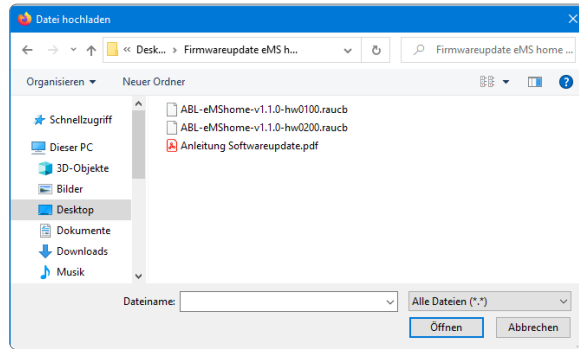 Datei hochladen
« Desk... › Firmwareupdate eMS h...
Firmwareupdate eMS home ...
Organisieren
Neuer Ordner
Schnellzugriff
Dieser PC
3D-Objekte
Bilder
Desktop
Dokumente
Downloads
Musik
ABL-eMShome-v1.1.0-hw0100.raucb
ABL-eMShome-v1.1.0-hw0200.raucb
Anleitung Softwareupdate.pdf
Dateiname:
Alle Dateien (*.*)
Öffnen
Abbrechen